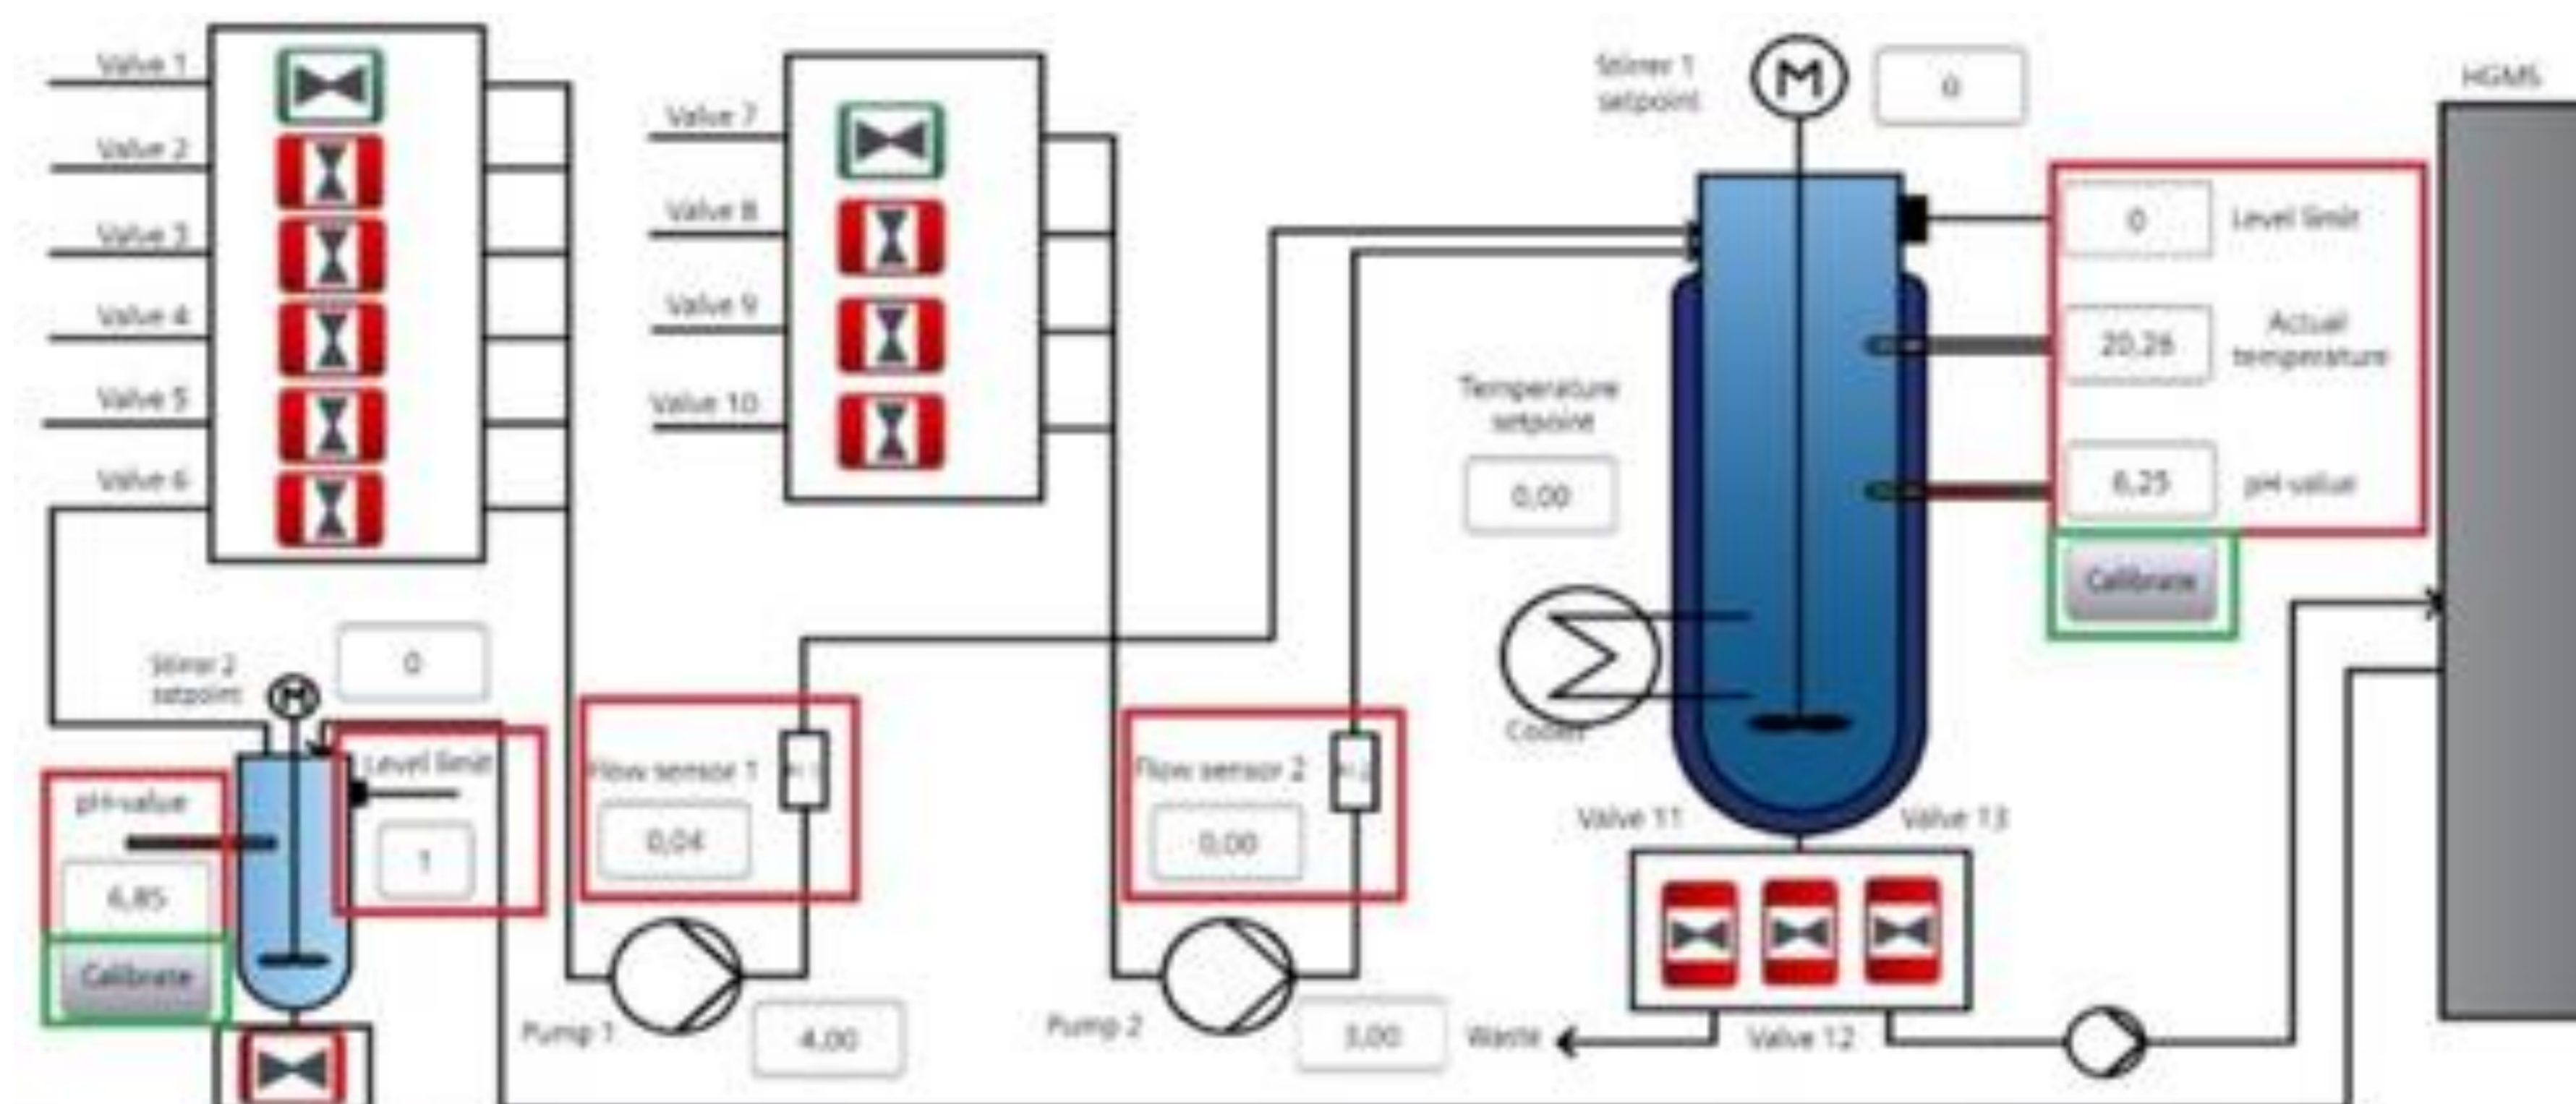 Valve 1
Valve 2
Valve 3
Valve 4
Valve 5
Valve 6
Valve 7
Valve 8
Valve 9
Valve 10
Stirrer 1
setpoint
M
0
HGMS
0
Level limit
20,26
Actual
temperature
6,25
pH-value
Calibrate
Temperature
setpoint
0,00
Cooler
Stirrer 2
setpoint
M
0
Level limit
1
pH-value
6,85
Calibrate
Flow sensor 1
0,04
Flow sensor 2
0,00
Pump 1
4,00
Pump 2
3,00
Valve 11
Valve 13
Valve 12
Waste